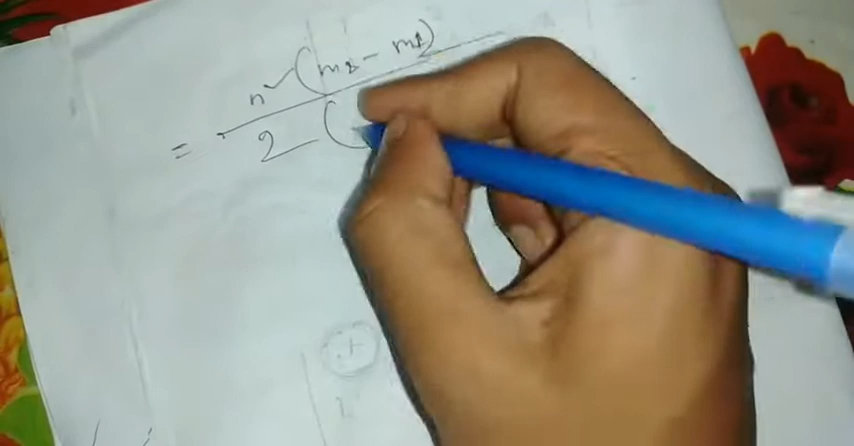 n² (m₂ - m₁)
= 2 (